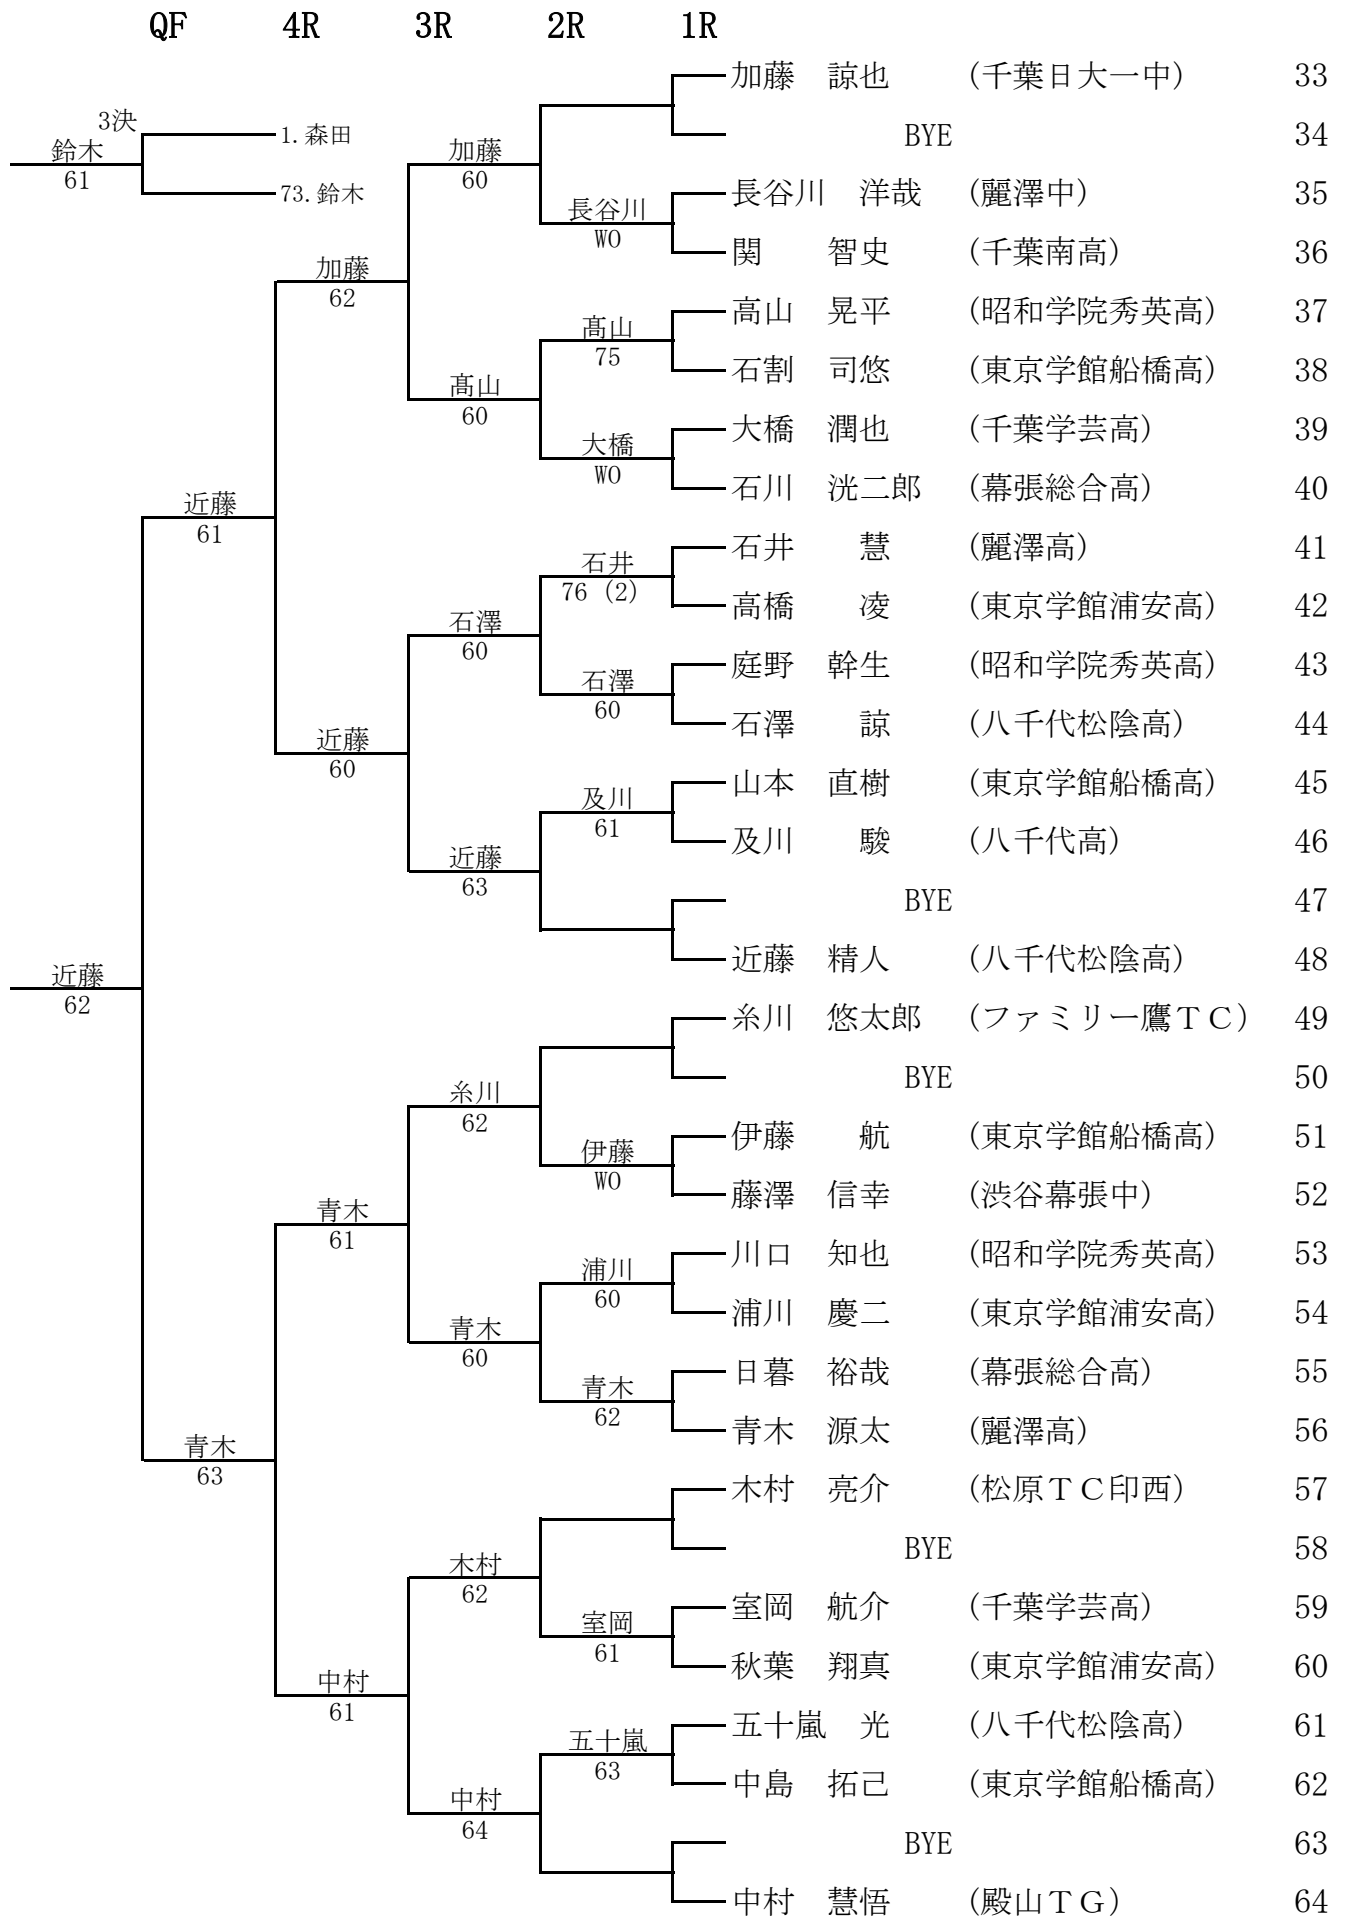 QF 4R 3R 2R 1R
加藤 諒也 (千葉日大一中) 33
3決
1. 森田
BYE 34
鈴木
61
加藤
60
73. 鈴木
長谷川 洋哉 (麗澤中) 35
長谷川
WO
関 智史 (千葉南高) 36
加藤
62
高山 晃平 (昭和学院秀英高) 37
髙山
75
石割 司悠 (東京学館船橋高) 38
髙山
60
大橋 潤也 (千葉学芸高) 39
大橋
WO
石川 洸二郎 (幕張総合高) 40
近藤
61
石井 慧 (麗澤高) 41
石井
76 (2)
高橋 凌 (東京学館浦安高) 42
石澤
60
庭野 幹生 (昭和学院秀英高) 43
石澤
60
石澤 諒 (八千代松陰高) 44
近藤
60
山本 直樹 (東京学館船橋高) 45
及川
61
及川 駿 (八千代高) 46
近藤
63
BYE 47
近藤 精人 (八千代松陰高) 48
近藤
62
糸川 悠太郎 (ファミリー鷹TC) 49
BYE 50
糸川
62
伊藤 航 (東京学館船橋高) 51
伊藤
WO
藤澤 信幸 (渋谷幕張中) 52
青木
61
川口 知也 (昭和学院秀英高) 53
浦川
60
浦川 慶二 (東京学館浦安高) 54
青木
60
日暮 裕哉 (幕張総合高) 55
青木
62
青木 源太 (麗澤高) 56
青木
63
木村 亮介 (松原TC印西) 57
BYE 58
木村
62
室岡 航介 (千葉学芸高) 59
室岡
61
秋葉 翔真 (東京学館浦安高) 60
中村
61
五十嵐 光 (八千代松陰高) 61
五十嵐
63
中島 拓己 (東京学館船橋高) 62
中村
64
BYE 63
中村 慧悟 (殿山TG) 64